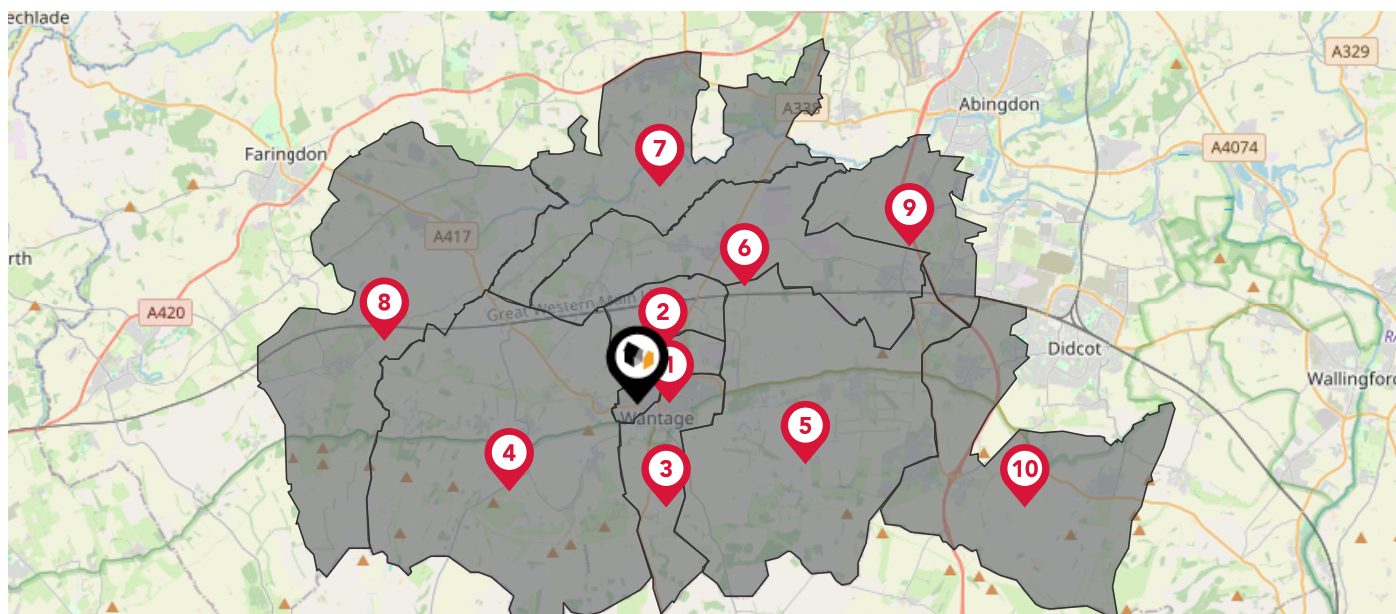 echlade
A329
A338
Abingdon
7
A4074
Faringdon
9
A417
6
rth
8
Great Western Main
2
A420
Didcot
1
Wallingford
Wantage
5
4
3
10